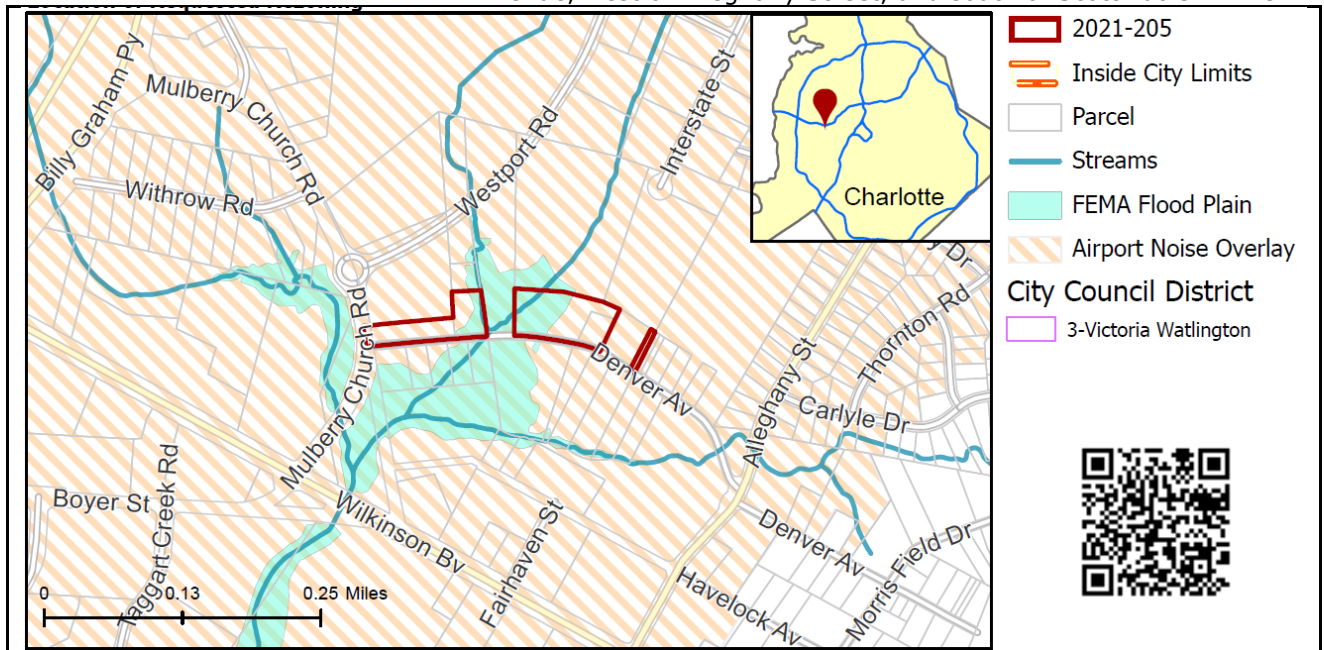 Billy Graham Py
Mulberry Church Rd
Withrow Rd
Westport Rd
Interstate St
Charlotte
Dr
Thornton Rd
Mulberry Church Rd
Denver Av
Alleghany St
Carlyle Dr
Boyer St
Taggart Creek Rd
Wilkinson Bv
Fairhaven St
Denver Av
Morris Field Dr
Havelock Av
0 0.13 0.25 Miles
2021-205
Inside City Limits
Parcel
Streams
FEMA Flood Plain
Airport Noise Overlay
City Council District
3-Victoria Watlington